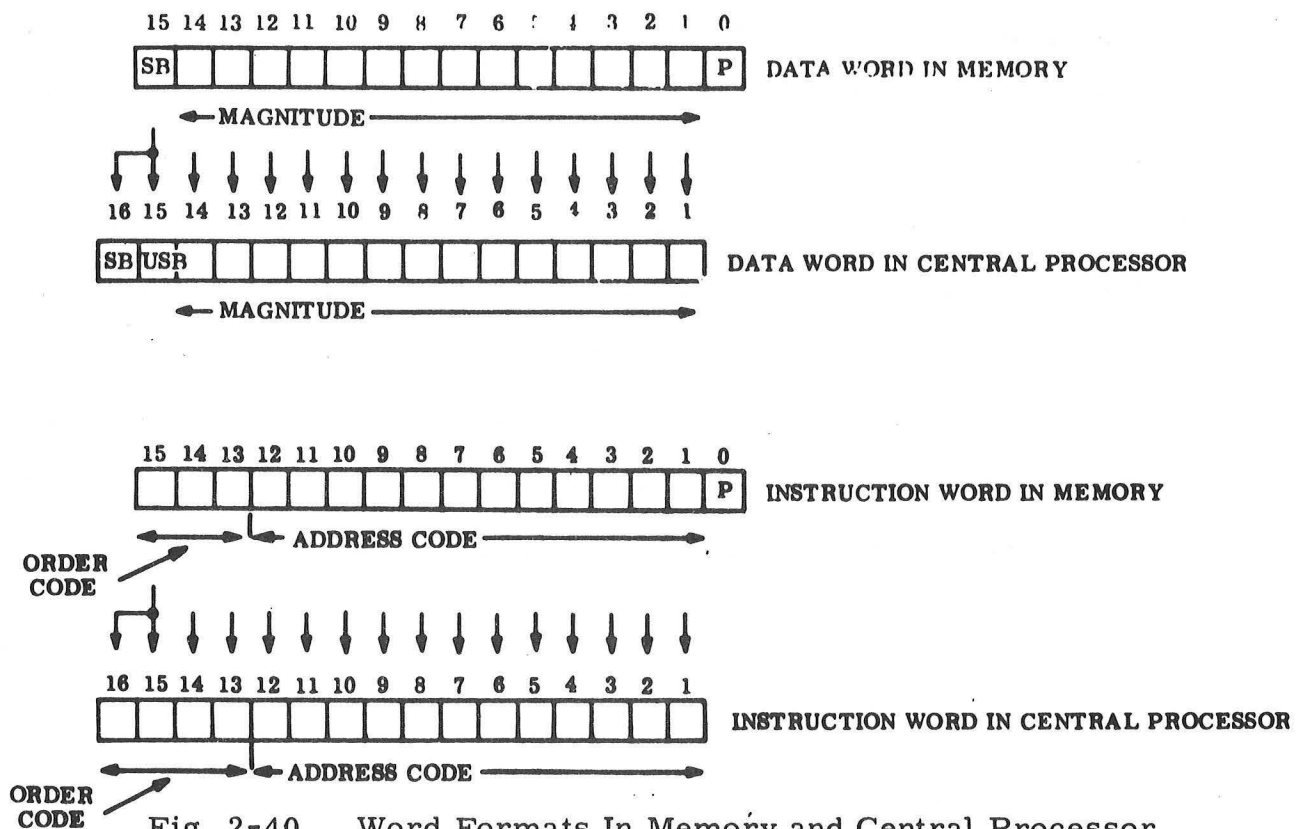 15 14 13 12 11 10 9 8 7 6 4 3 2 1 0
SB P DATA WORD IN MEMORY
MAGNITUDE
16 15 14 13 12 11 10 9 8 7 6 5 4 3 2 1
SB USB DATA WORD IN CENTRAL PROCESSOR
MAGNITUDE
15 14 13 12 11 10 9 8 7 6 5 4 3 2 1 0
P INSTRUCTION WORD IN MEMORY
ADDRESS CODE
ORDER
CODE
16 15 14 13 12 11 10 9 8 7 6 5 4 3 2 1
INSTRUCTION WORD IN CENTRAL PROCESSOR
ADDRESS CODE
ORDER
CODE
Fig. 2-40 Word Formats In Memory and Central Processor